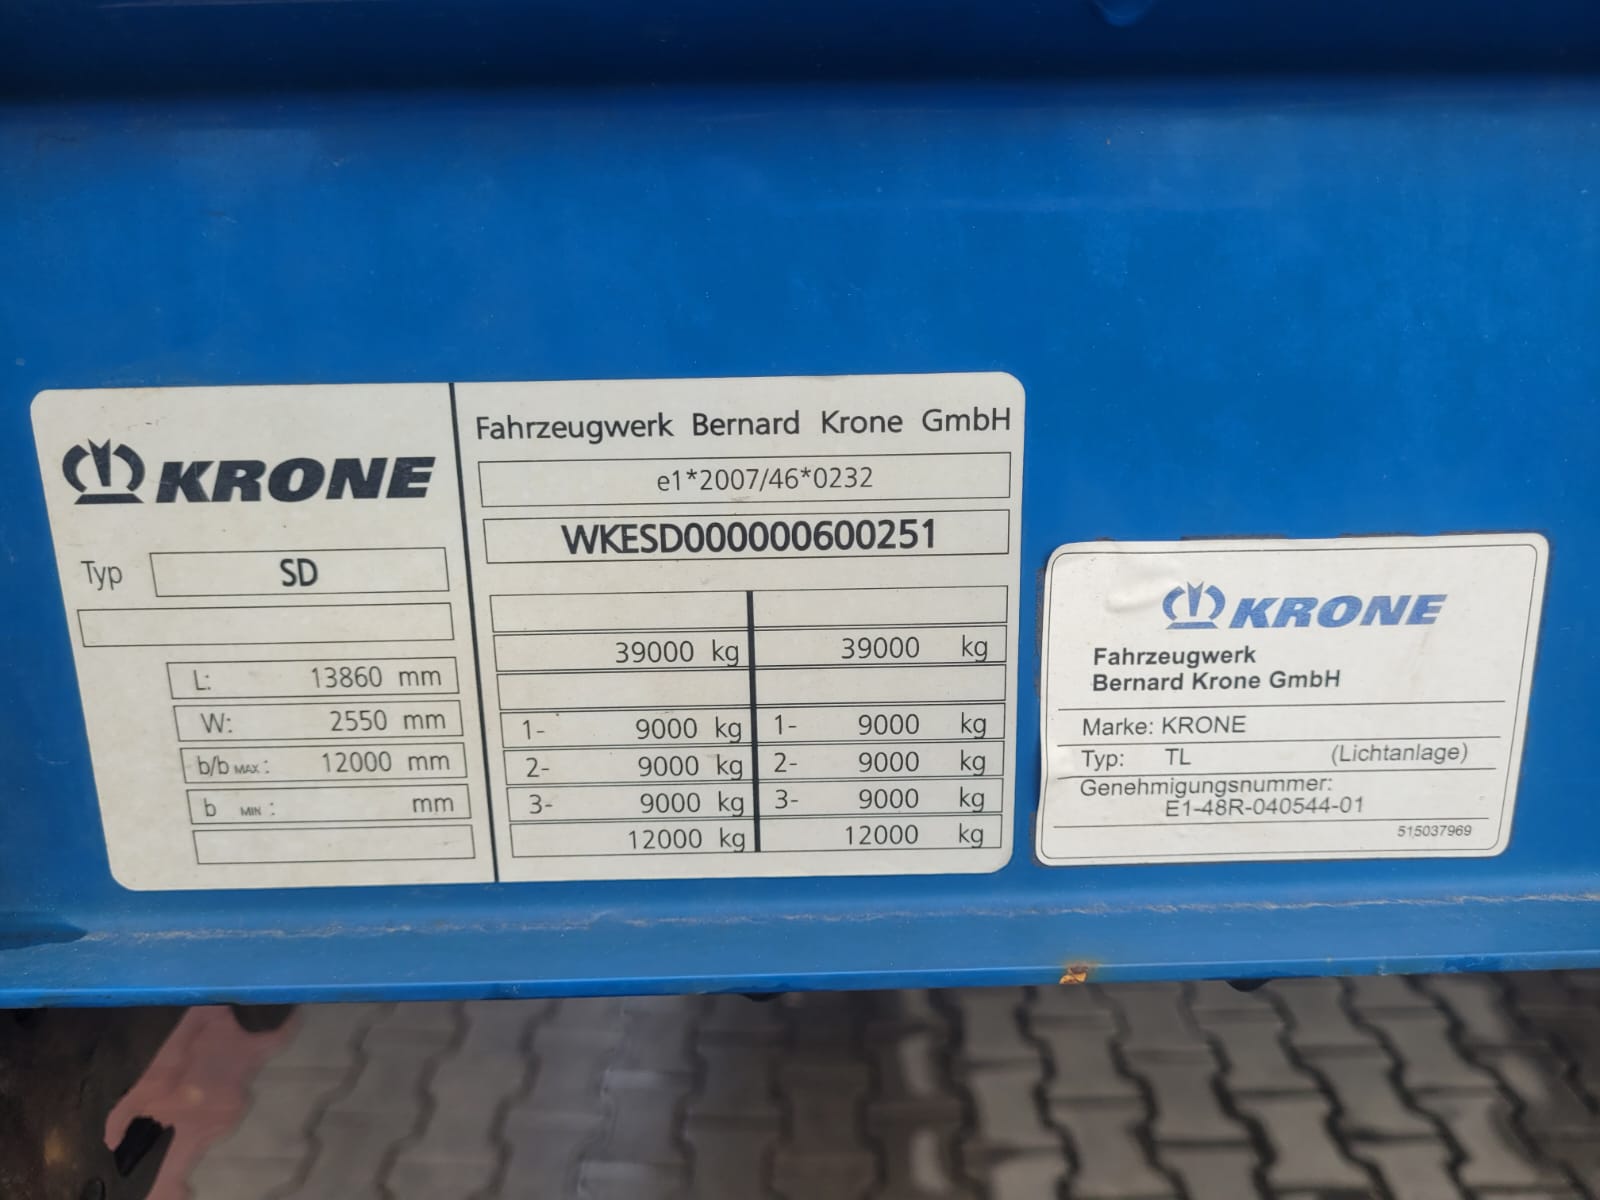 KRONE
Typ SD
L: 13860 mm
W: 2550 mm
b/b MAX : 12000 mm
b MIN : mm
Fahrzeugwerk Bernard Krone GmbH
e1*2007/46*0232
WKESD000000600251
39000 kg 39000 kg
1- 9000 kg 1- 9000 kg
2- 9000 kg 2- 9000 kg
3- 9000 kg 3- 9000 kg
12000 kg 12000 kg
KRONE
Fahrzeugwerk
Bernard Krone GmbH
Marke: KRONE
Typ: TL (Lichtanlage)
Genehmigungsnummer:
E1-48R-040544-01
515037969